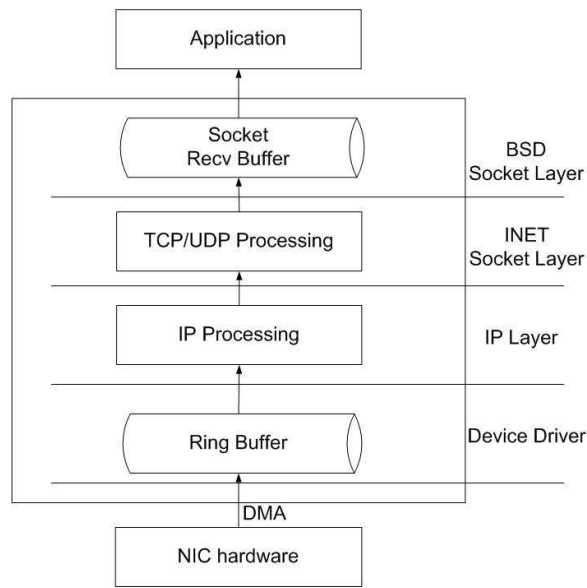 Application
Socket
Recv Buffer
BSD
Socket Layer
TCP/UDP Processing
INET
Socket Layer
IP Processing
IP Layer
Ring Buffer
Device Driver
DMA
NIC hardware